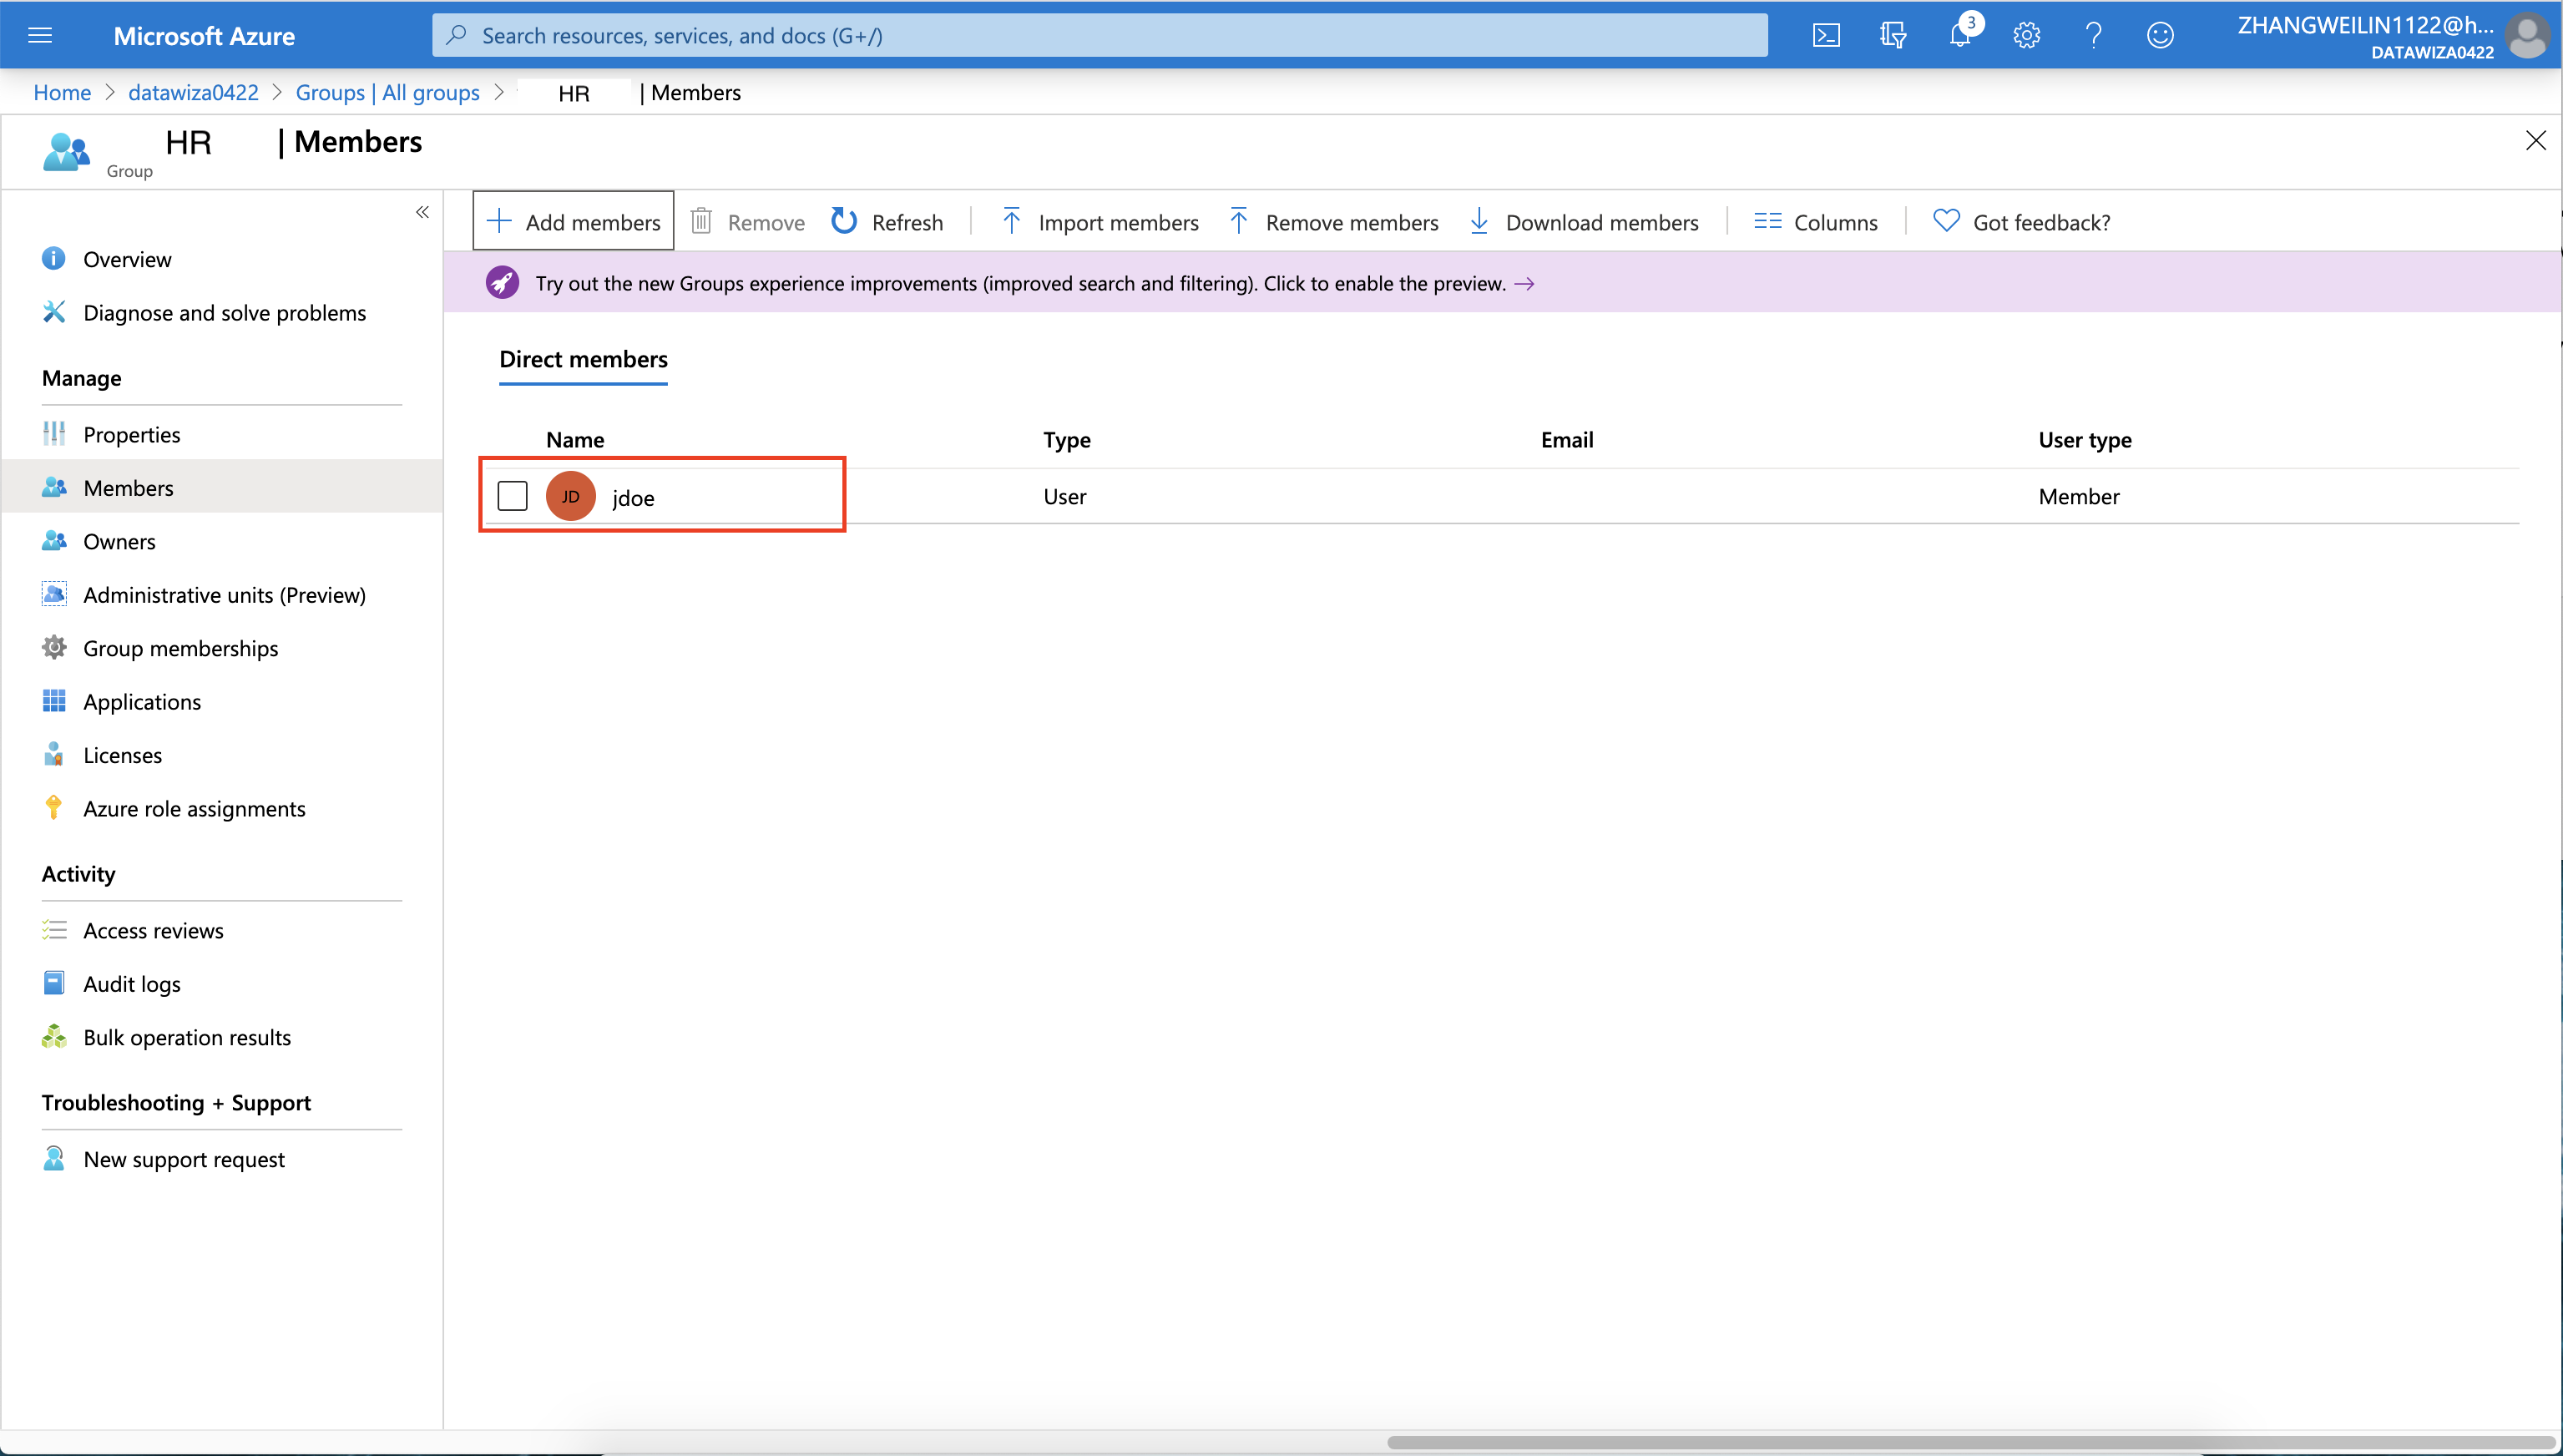 Microsoft Azure
Search resources, services, and docs (G+/)
3
ZHANGWEILIN1122@h...
DATAWIZA0422
Home > datawiza0422 > Groups | All groups > HR | Members
HR | Members
Group
«
Add members
Remove
Refresh
Import members
Remove members
Download members
Columns
Got feedback?
Try out the new Groups experience improvements (improved search and filtering). Click to enable the preview. →
Overview
Diagnose and solve problems
Manage
Properties
Members
Owners
Administrative units (Preview)
Group memberships
Applications
Licenses
Azure role assignments
Activity
Access reviews
Audit logs
Bulk operation results
Troubleshooting + Support
New support request
Direct members
Name Type Email User type
JD jdoe User Member